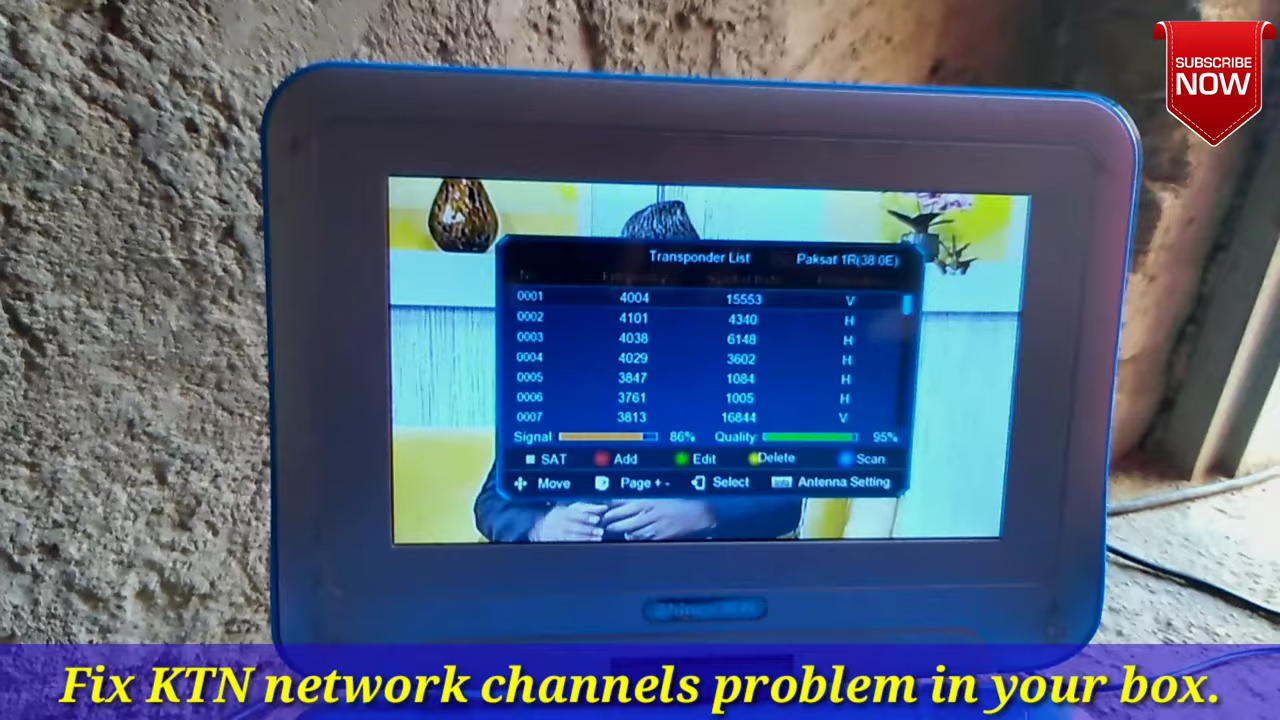 SUBSCRIBE
NOW
Transponder List Paksat 1R(38.0E)
0001 4004 15553 V
0002 4101 4340 H
0003 4038 6148 H
0004 4029 3602 H
0005 3847 1084 H
0006 3761 1005 H
0007 3813 16844 V
Signal 86% Quality 95%
SAT Add Edit Delete Scan
Move Page + - Select Antenna Setting
Fix KTN network channels problem in your box.